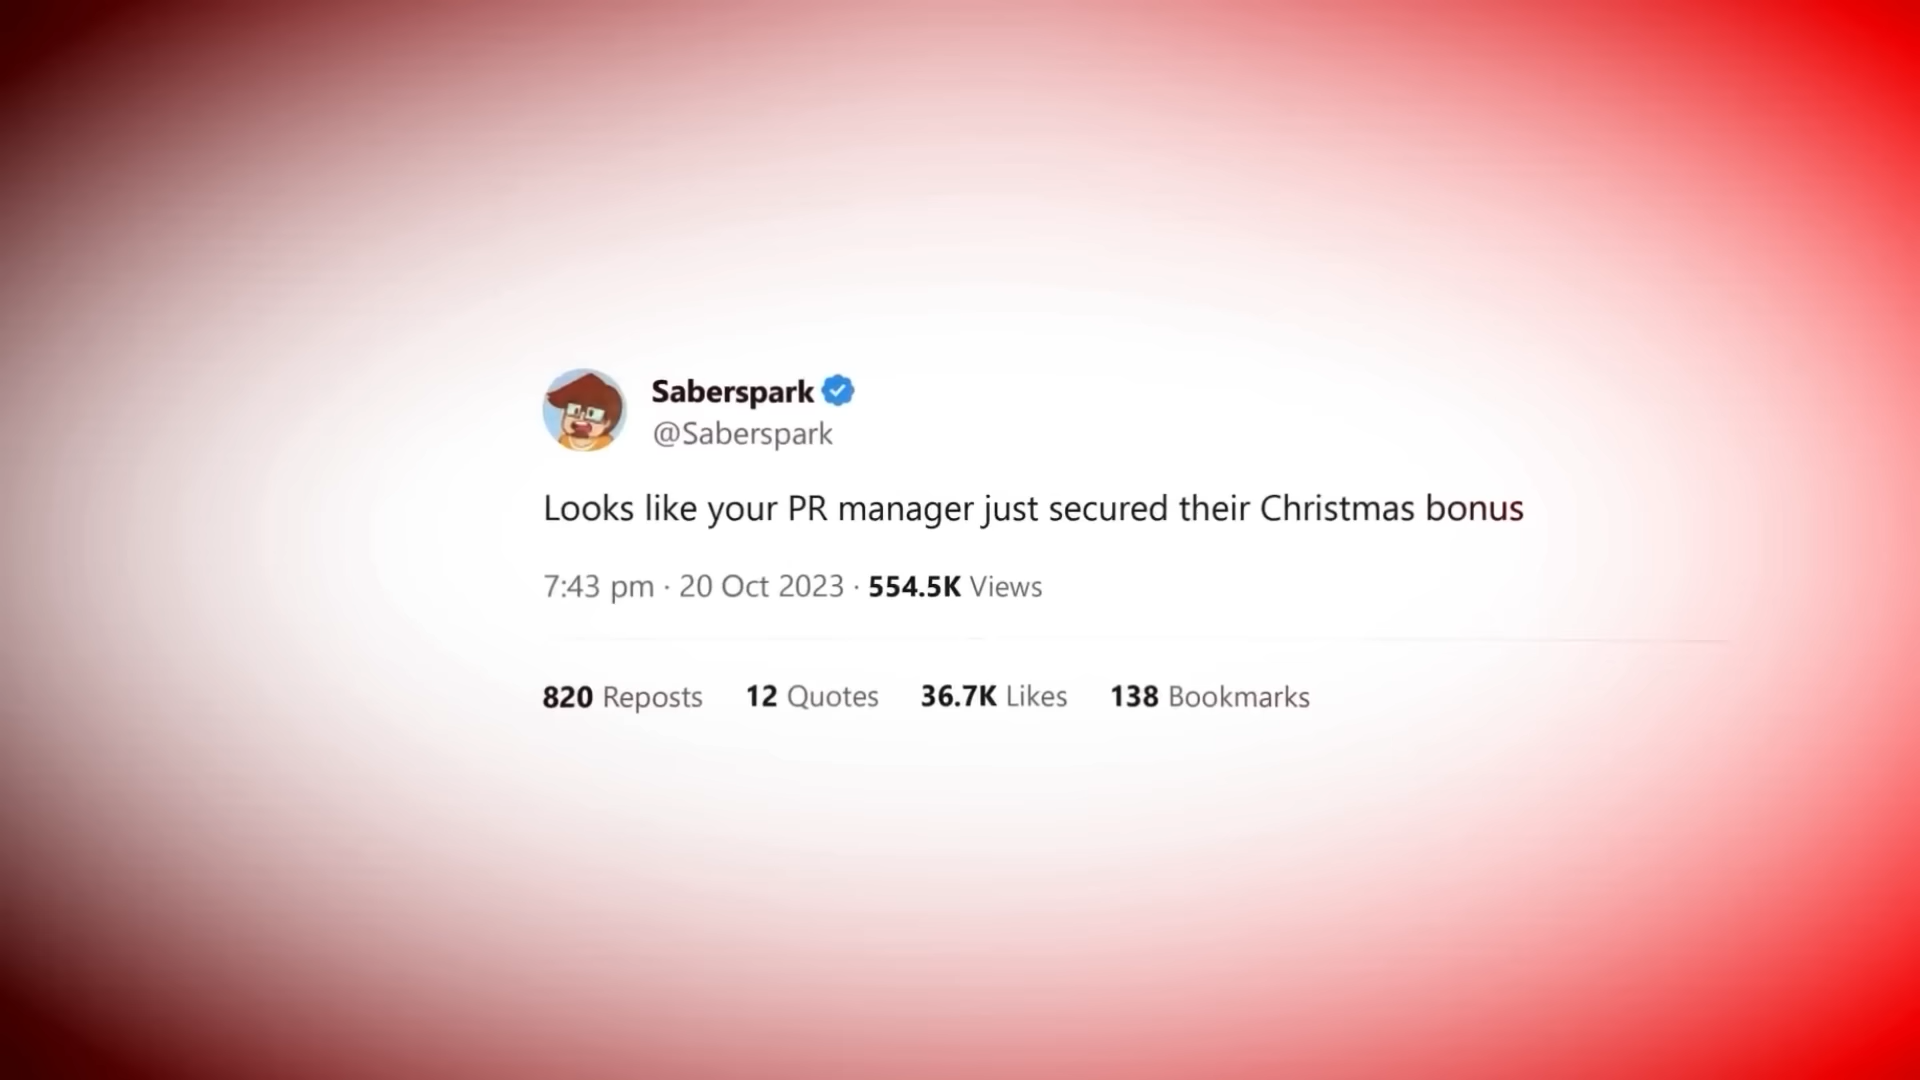 Saberspark
@Saberspark
Looks like your PR manager just secured their Christmas bonus
7:43 pm · 20 Oct 2023 · 554.5K Views
820 Reposts 12 Quotes 36.7K Likes 138 Bookmarks